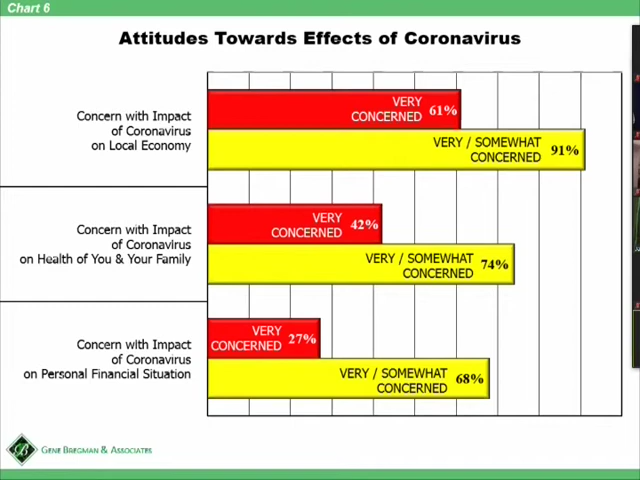 Chart 6
Attitudes Towards Effects of Coronavirus
Concern with Impact
of Coronavirus
on Local Economy
VERY
CONCERNED 61%
VERY / SOMEWHAT
CONCERNED 91%
Concern with Impact
of Coronavirus
on Health of You & Your Family
VERY
CONCERNED 42%
VERY / SOMEWHAT
CONCERNED 74%
Concern with Impact
of Coronavirus
on Personal Financial Situation
VERY
CONCERNED 27%
VERY / SOMEWHAT
CONCERNED 68%
B
GENE BREGMAN & ASSOCIATES